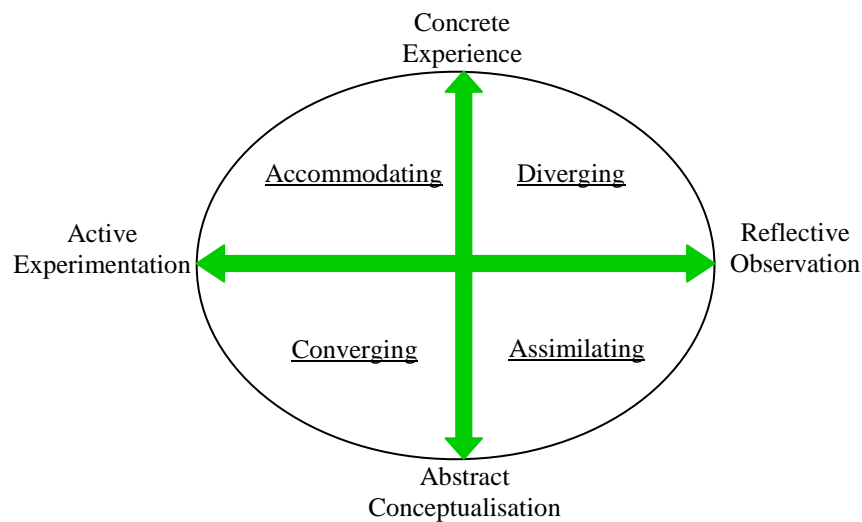 Concrete
Experience
Accommodating
Diverging
Active
Experimentation
Reflective
Observation
Converging
Assimilating
Abstract
Conceptualisation